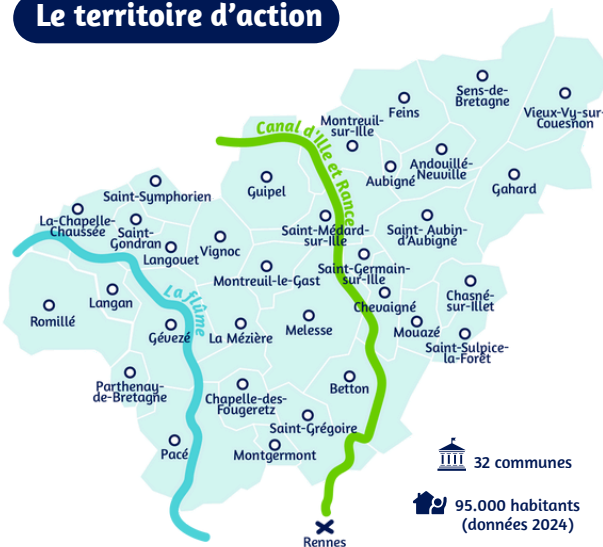 Le territoire d'action
Sens-de-
Bretagne
Vieux-Vy-sur-
Couesnon
Feins
Montreuil-
sur-Ille
Canal d'Ille et Rance
Andouillé-
Neuville
Aubigné
Gahard
Guipel
Saint-Symphorien
La-Chapelle-
Chaussée
Saint-
Gondran
Langouet
Vignoc
Saint-Médard-
sur-Ille
Saint- Aubin-
d'Aubigné
Saint-Germain-
sur-Ille
Montreuil-le-Gast
Chevaigné
Chasné-
sur-Illet
Langan
La flûme
Romillé
Gévezé
La Mézière
Melesse
Mouazé
Saint-Sulpice-
la-Forêt
Parthenay-
de-Bretagne
Chapelle-des-
Fougeretz
Betton
Saint-Grégoire
Pacé
Montgermont
Rennes
32 communes
95.000 habitants
(données 2024)